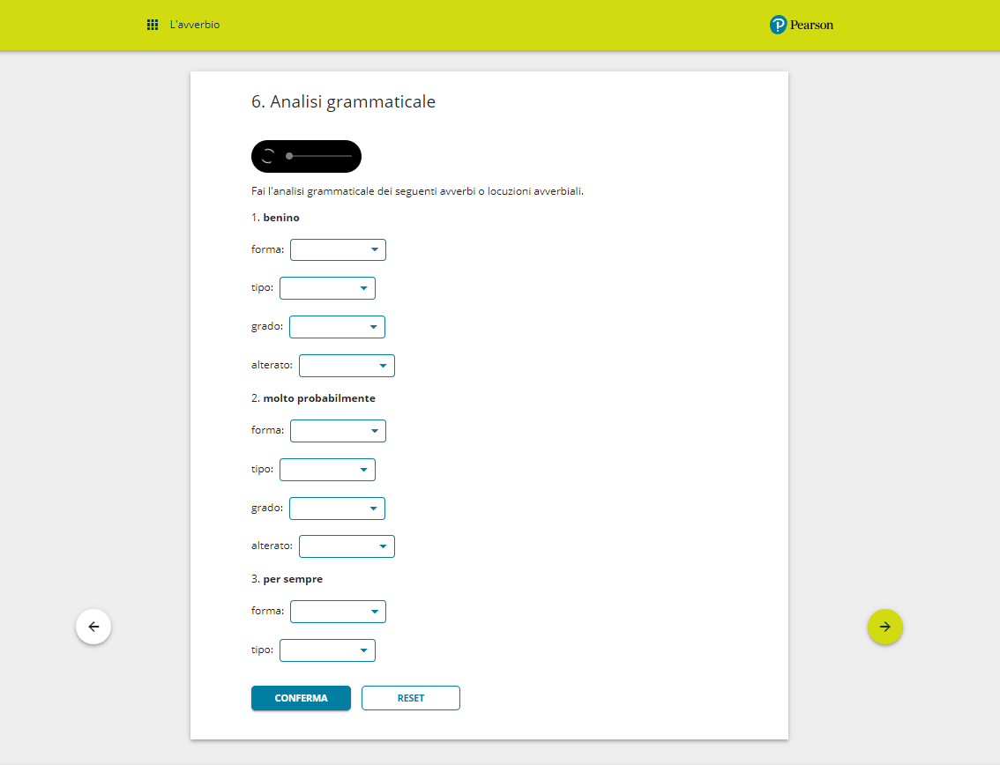 L'avverbio
Pearson
6. Analisi grammaticale
Fai l'analisi grammaticale dei seguenti avverbi o locuzioni avverbiali.
1. benino
forma:
tipo:
grado:
alterato:
2. molto probabilmente
forma:
tipo:
grado:
alterato:
3. per sempre
forma:
tipo:
CONFERMA RESET